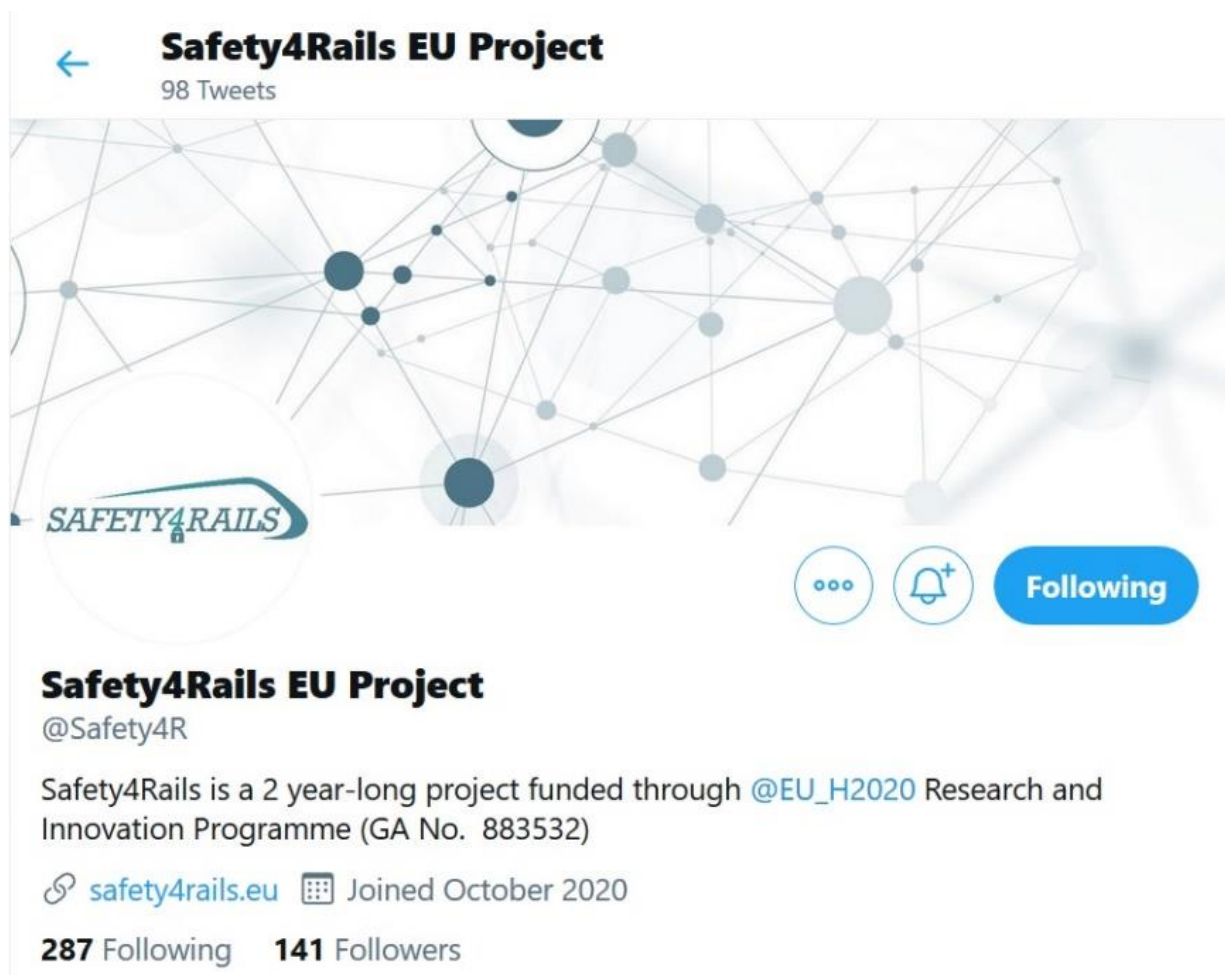 Safety4Rails EU Project
98 Tweets
SAFETY4RAILS
Following
Safety4Rails EU Project
@Safety4R
Safety4Rails is a 2 year-long project funded through @EU_H2020 Research and
Innovation Programme (GA No.  883532)
safety4rails.eu Joined October 2020
287 Following 141 Followers